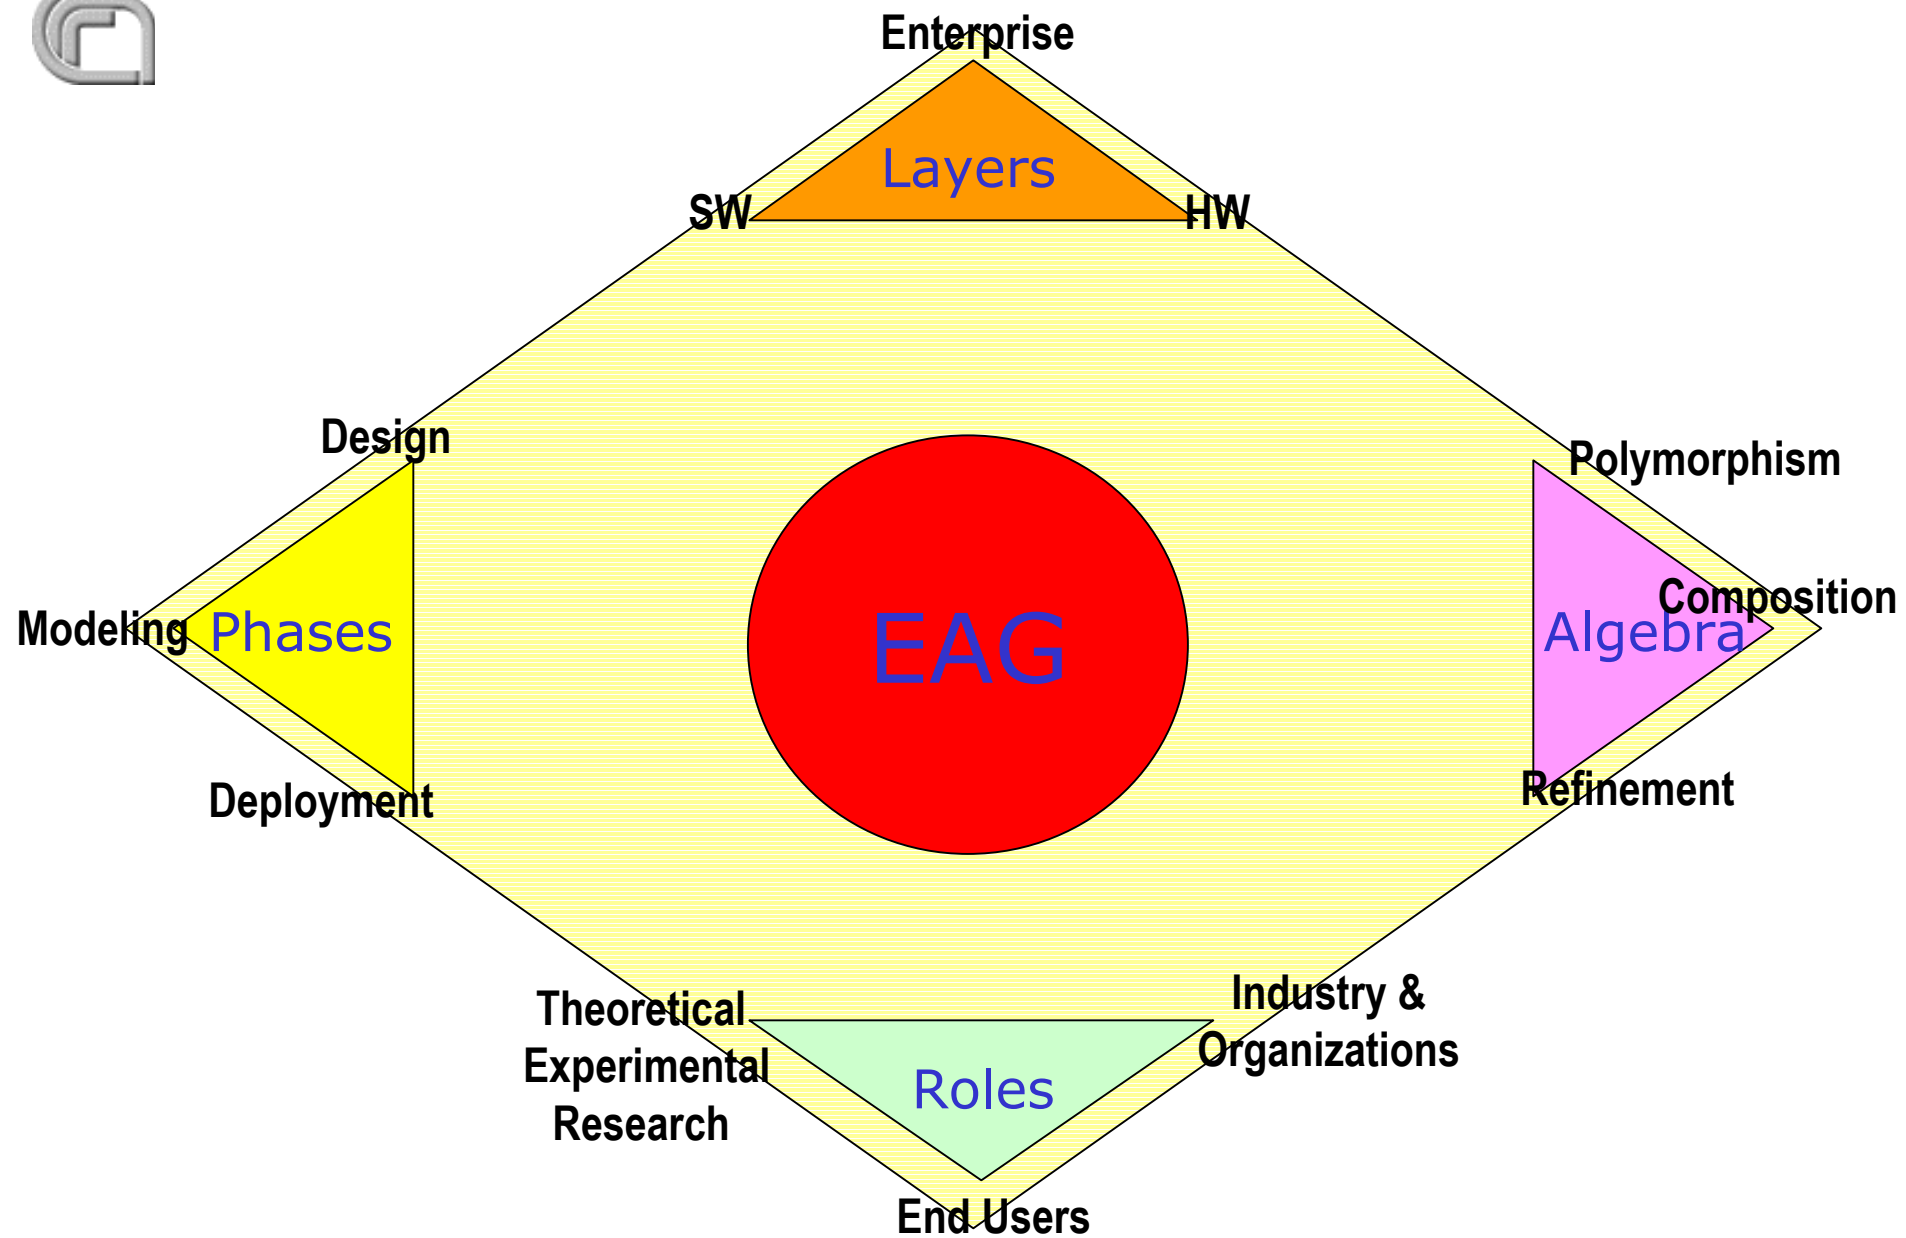 Enterprise
Layers
SW
HW
Design
Polymorphism
Modeling
Phases
EAG
Algebra
Composition
Deployment
Refinement
Theoretical
Experimental
Research
Industry &
Organizations
Roles
End Users